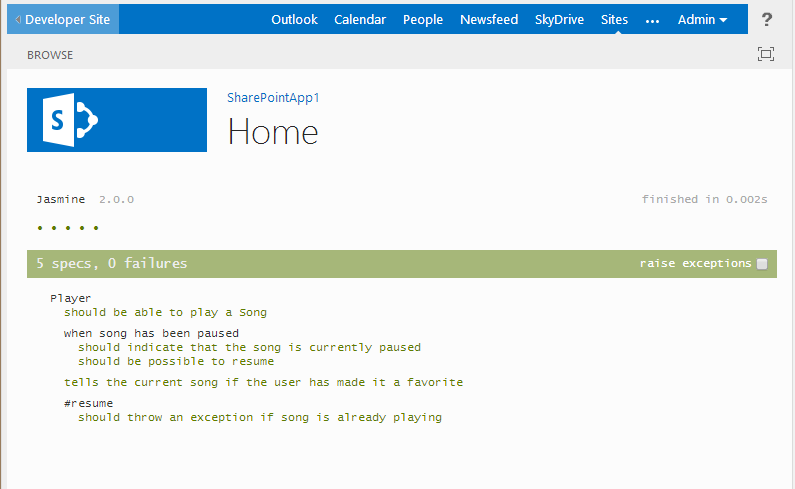 Developer Site
Outlook Calendar People Newsfeed SkyDrive Sites ... Admin ?
BROWSE
S
SharePointApp1
Home
Jasmine 2.0.0 finished in 0.002s
• • • • •
5 specs, 0 failures raise exceptions
Player
should be able to play a Song
when song has been paused
should indicate that the song is currently paused
should be possible to resume
tells the current song if the user has made it a favorite
#resume
should throw an exception if song is already playing